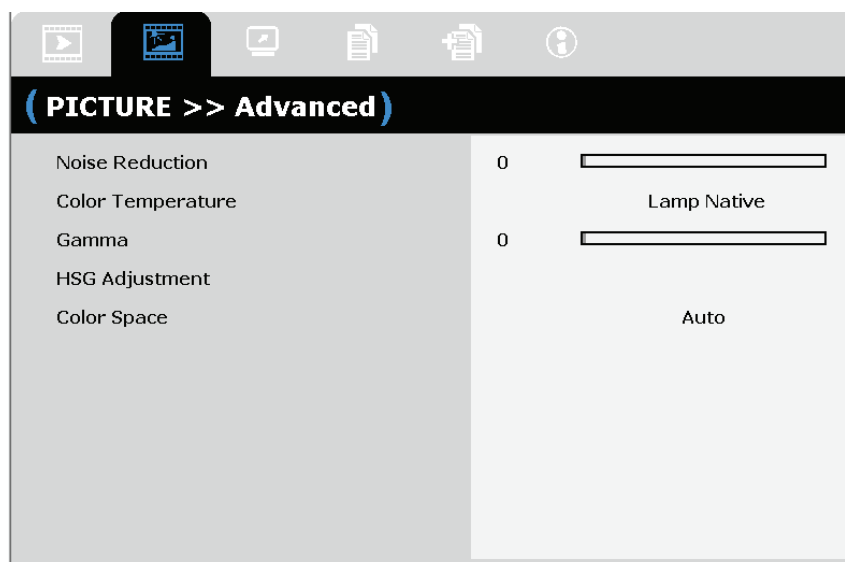 (PICTURE >> Advanced)
Noise Reduction 0
Color Temperature Lamp Native
Gamma 0
HSG Adjustment
Color Space Auto